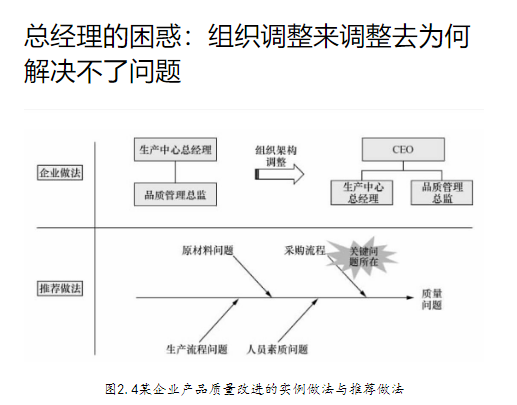 总经理的困惑：组织调整来调整去为何
解决不了问题
企业做法
生产中心总经理
品质管理总监
组织架构
调整
CEO
生产中心
总经理
品质管理
总监
推荐做法
原材料问题
采购流程
关键问
题所在
质量
问题
生产流程问题
人员素质问题
图2.4某企业产品质量改进的实例做法与推荐做法